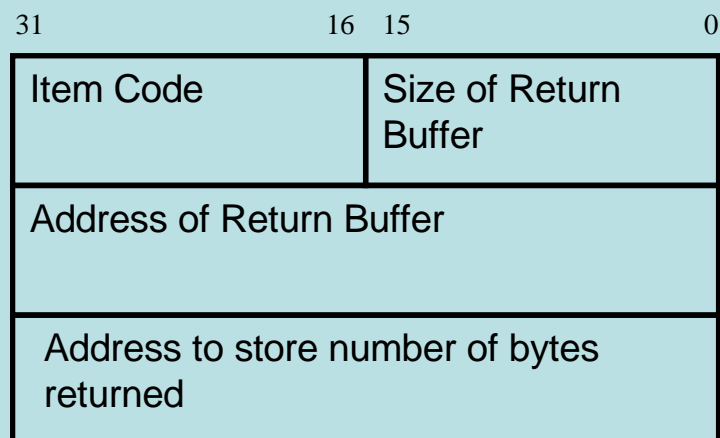 31 16 15 0
Item Code
Size of Return
Buffer
Address of Return Buffer
Address to store number of bytes
returned